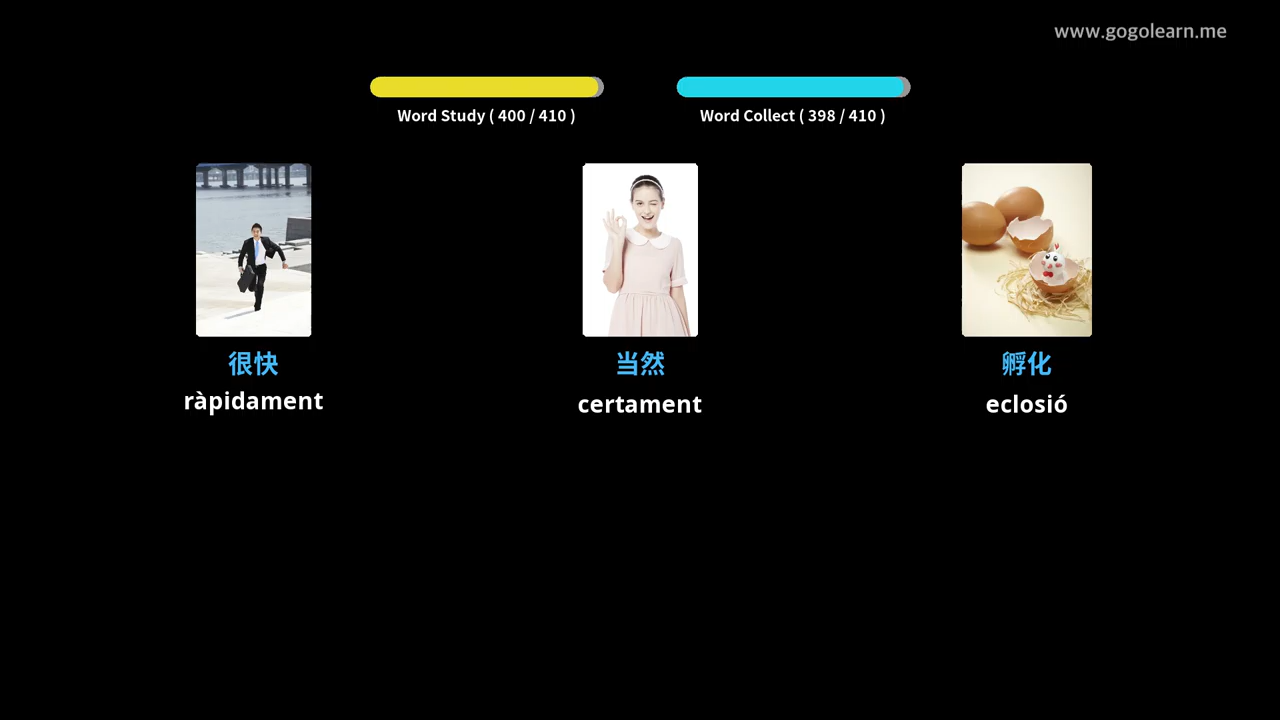 www.gogolearn.me
Word Study ( 400 / 410 )
Word Collect ( 398 / 410 )
很快
ràpidament
当然
certament
孵化
eclosió